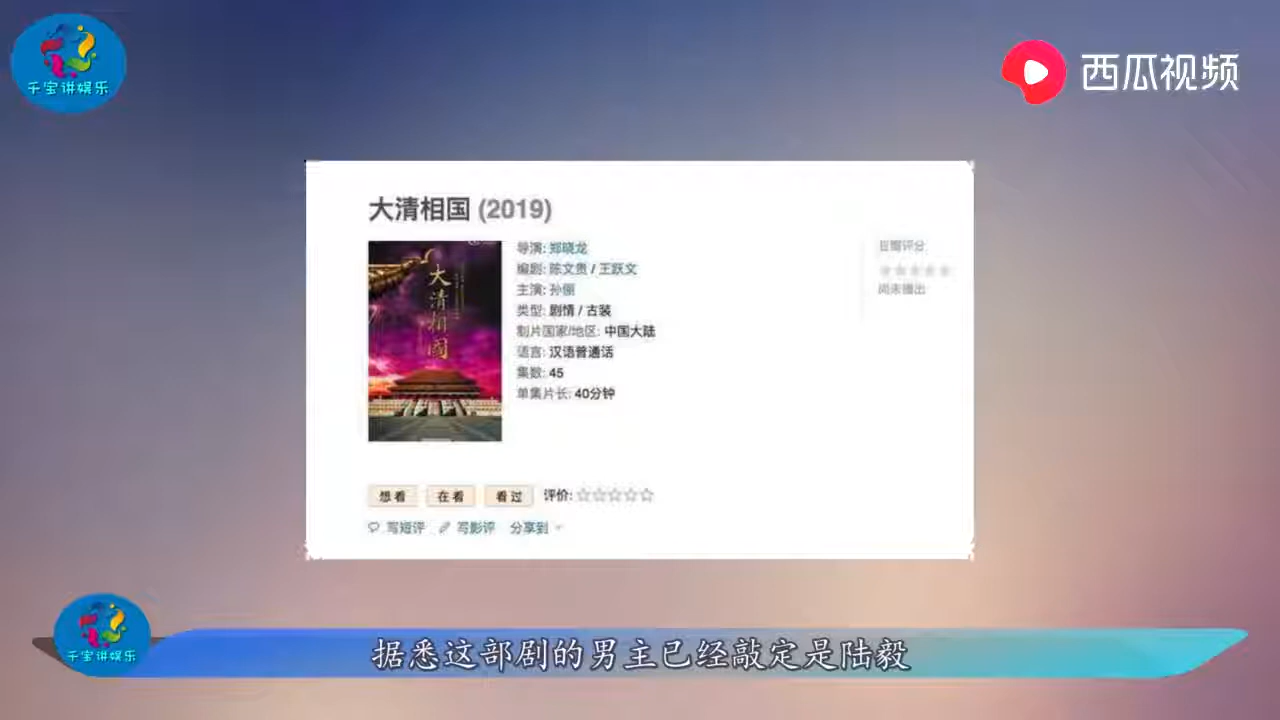 千宝讲娱乐
西瓜视频
大清相国 (2019)
大清相國
导演: 郑晓龙
编剧: 陈文贵 / 王跃文
主演: 孙俪
类型: 剧情 / 古装
制片国家/地区: 中国大陆
语言: 汉语普通话
集数: 45
单集片长: 40分钟
豆瓣评分
尚未播出
想看 在看 看过 评价:
写短评 写影评 分享到
千宝讲娱乐
据悉这部剧的男主已经敲定是陆毅